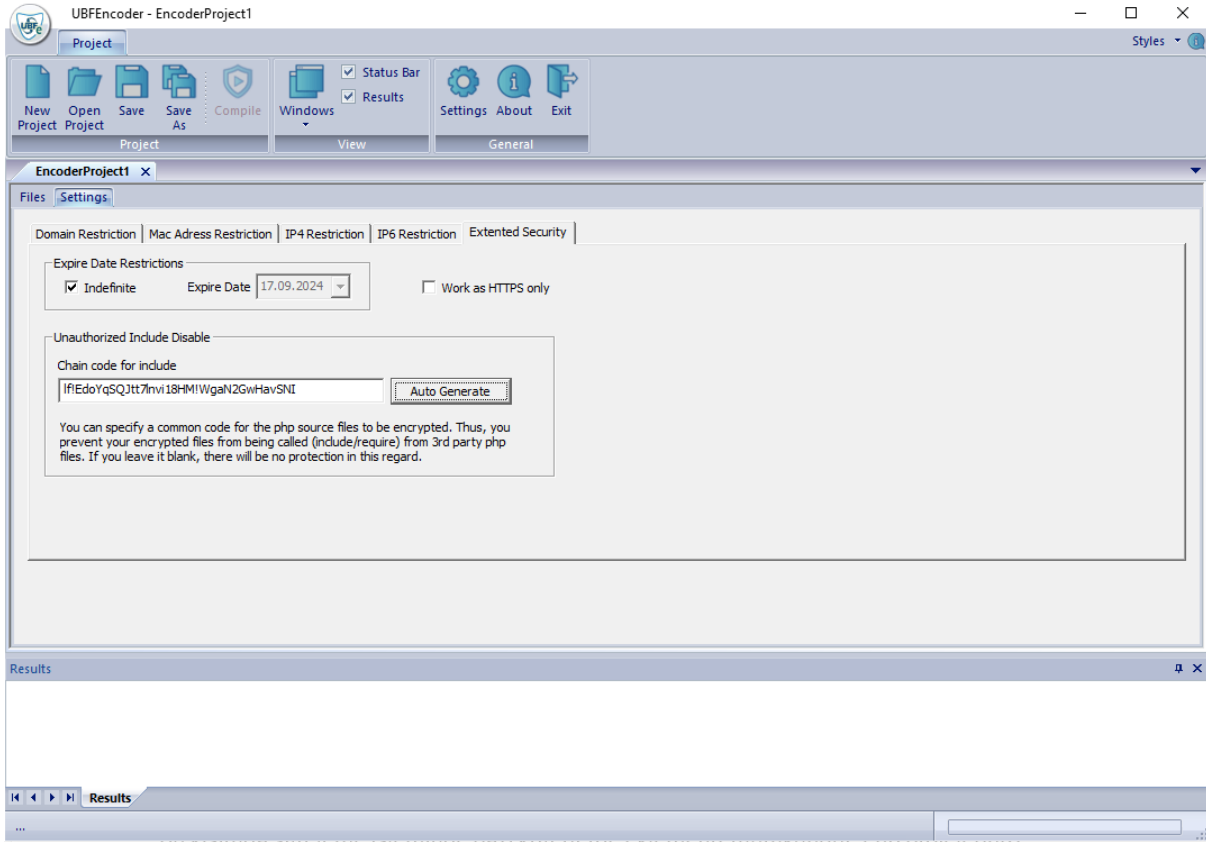 UBFEncoder - EncoderProject1
UBFe
Project
Styles
New Project
Open Project
Save
Save As
Compile
Windows
Status Bar
Results
Settings
About
Exit
Project
View
General
EncoderProject1
Files Settings
Domain Restriction Mac Adress Restriction IP4 Restriction IP6 Restriction Extented Security
Expire Date Restrictions
Indefinite Expire Date 17.09.2024 Work as HTTPS only
Unauthorized Include Disable
Chain code for include
Auto Generate
You can specify a common code for the php source files to be encrypted. Thus, you
prevent your encrypted files from being called (include/require) from 3rd party php
files. If you leave it blank, there will be no protection in this regard.
Results
Results
...